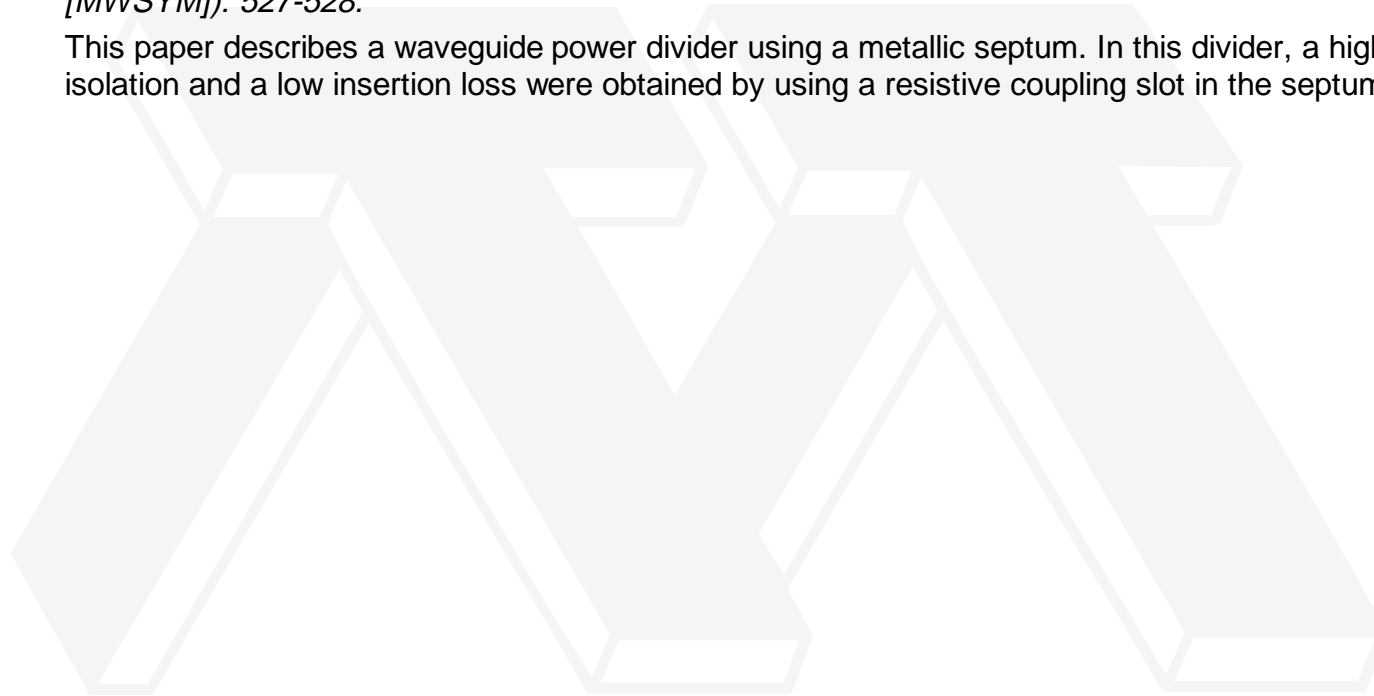 [MWSYM]). 527-528.
This paper describes a waveguide power divider using a metallic septum. In this divider, a high
isolation and a low insertion loss were obtained by using a resistive coupling slot in the septum